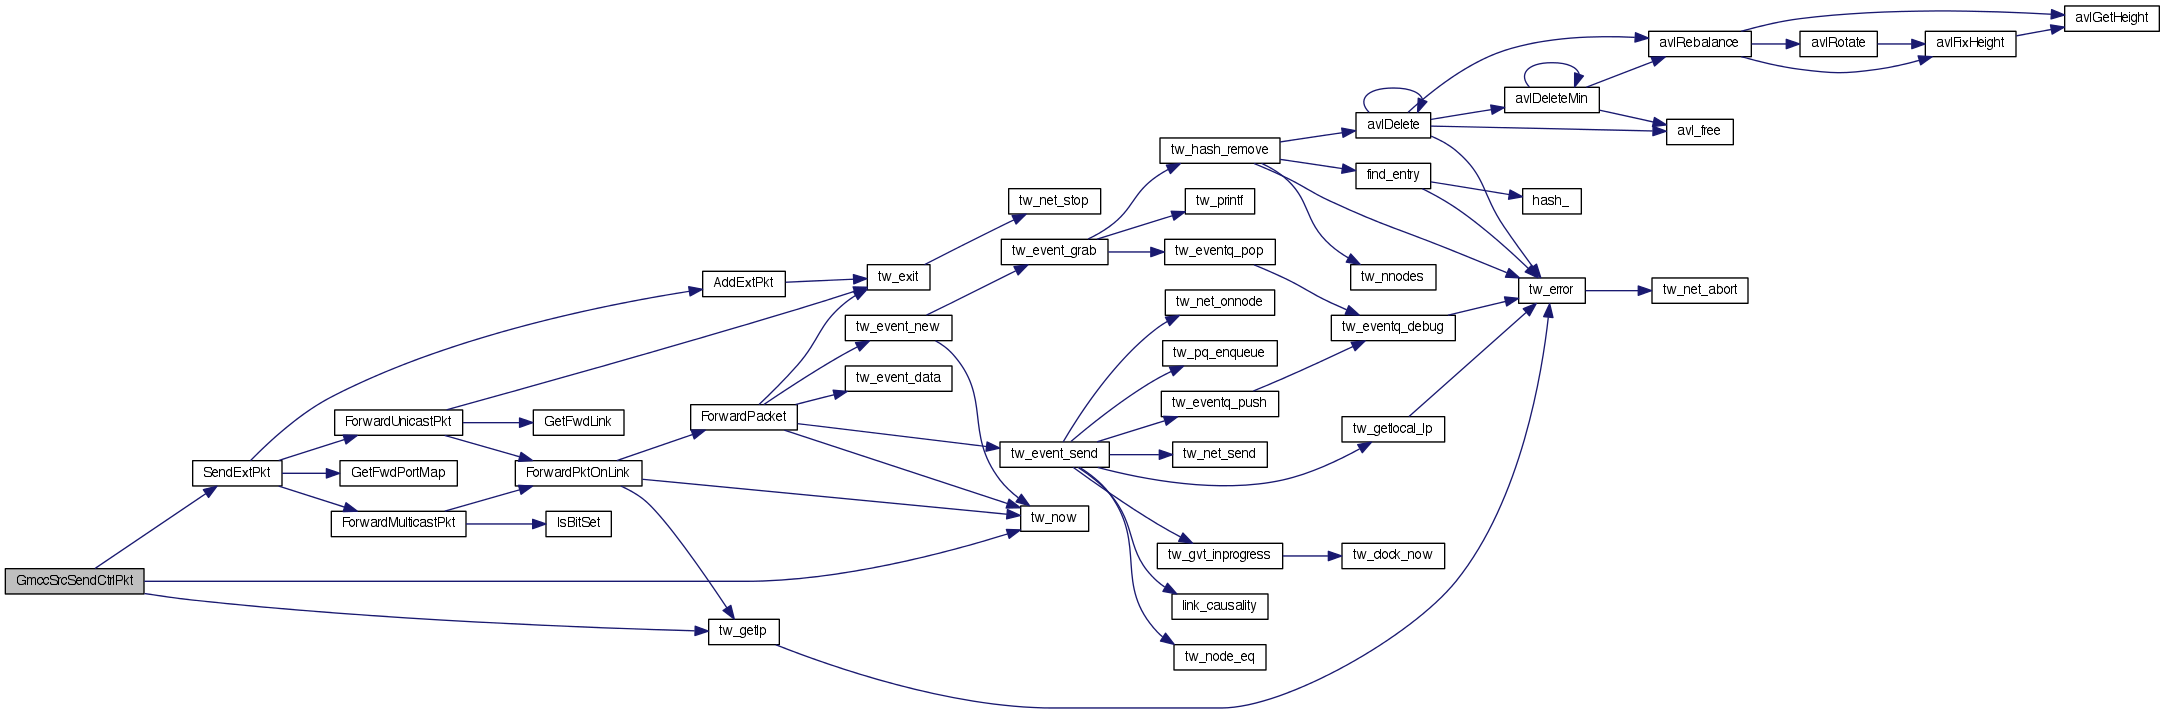 avlGetHeight
avlRebalance
avlRotate
avlFixHeight
avlDeleteMin
avlDelete
avl_free
tw_hash_remove
find_entry
tw_net_stop
tw_printf
hash_
tw_event_grab
tw_eventq_pop
tw_exit
tw_nnodes
AddExtPkt
tw_error
tw_net_abort
tw_net_onnode
tw_event_new
tw_eventq_debug
tw_pq_enqueue
tw_event_data
tw_eventq_push
ForwardPacket
ForwardUnicastPkt
GetFwdLink
tw_getlocal_lp
tw_event_send
tw_net_send
SendExtPkt
GetFwdPortMap
ForwardPktOnLink
tw_now
ForwardMulticastPkt
IsBitSet
tw_gvt_inprogress
tw_clock_now
GmccSrcSendCtrlPkt
link_causality
tw_getlp
tw_node_eq